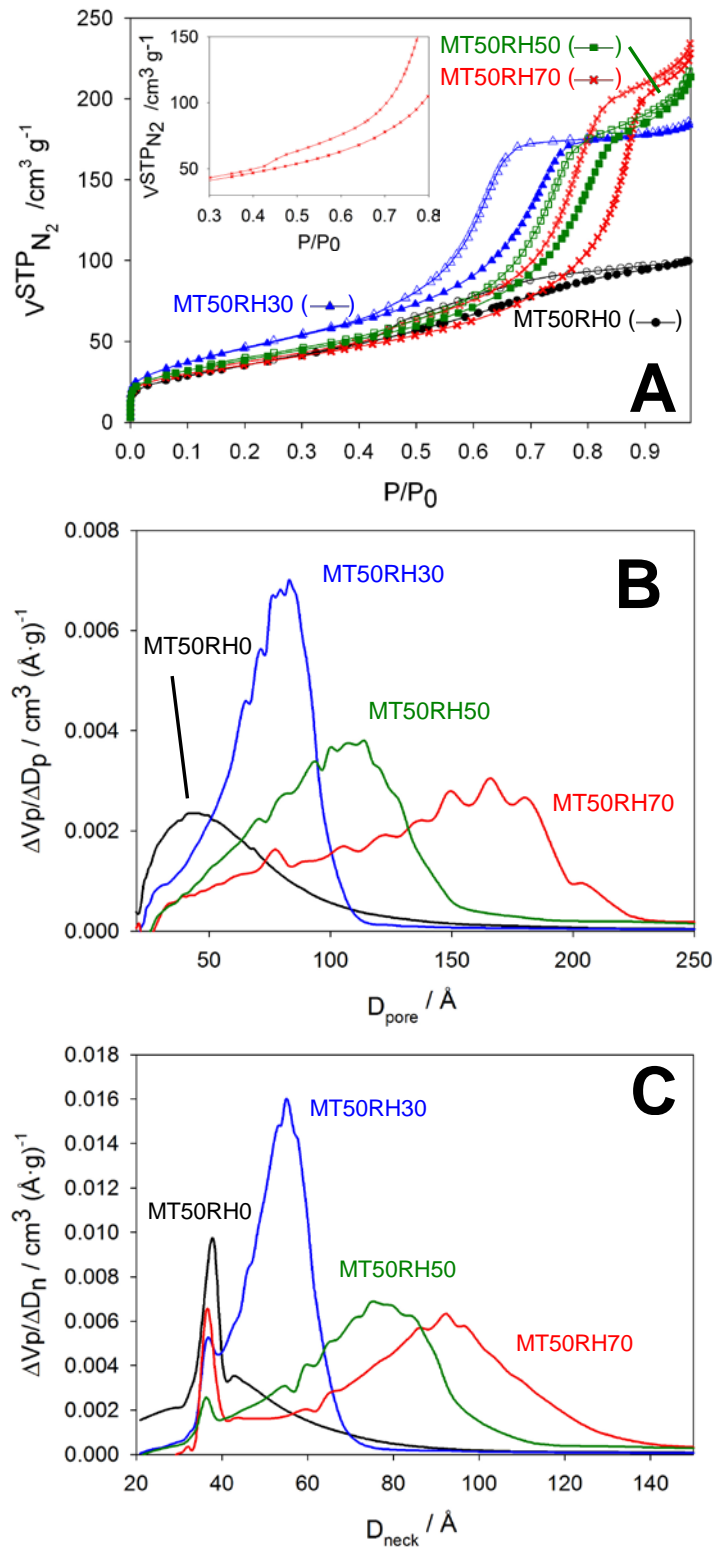 250
200
150
100
50
0
V^STP_N2 /cm3 g-1
150
100
50
V^STP_N2 /cm3 g-1
0.3 0.4 0.5 0.6 0.7 0.8
P/P0
MT50RH50 (—■—)
MT50RH70 (—×—)
MT50RH30 (—▲—)
MT50RH0 (—●—)
A
0.0 0.1 0.2 0.3 0.4 0.5 0.6 0.7 0.8 0.9
P/P0
0.008
0.006
0.004
0.002
0.000
ΔVp/ΔDp / cm3 (Å·g)-1
MT50RH30
B
MT50RH0
MT50RH50
MT50RH70
50 100 150 200 250
Dpore / Å
0.018
0.016
0.014
0.012
0.010
0.008
0.006
0.004
0.002
0.000
ΔVp/ΔDn / cm3 (Å·g)-1
C
MT50RH30
MT50RH0
MT50RH50
MT50RH70
20 40 60 80 100 120 140
Dneck / Å